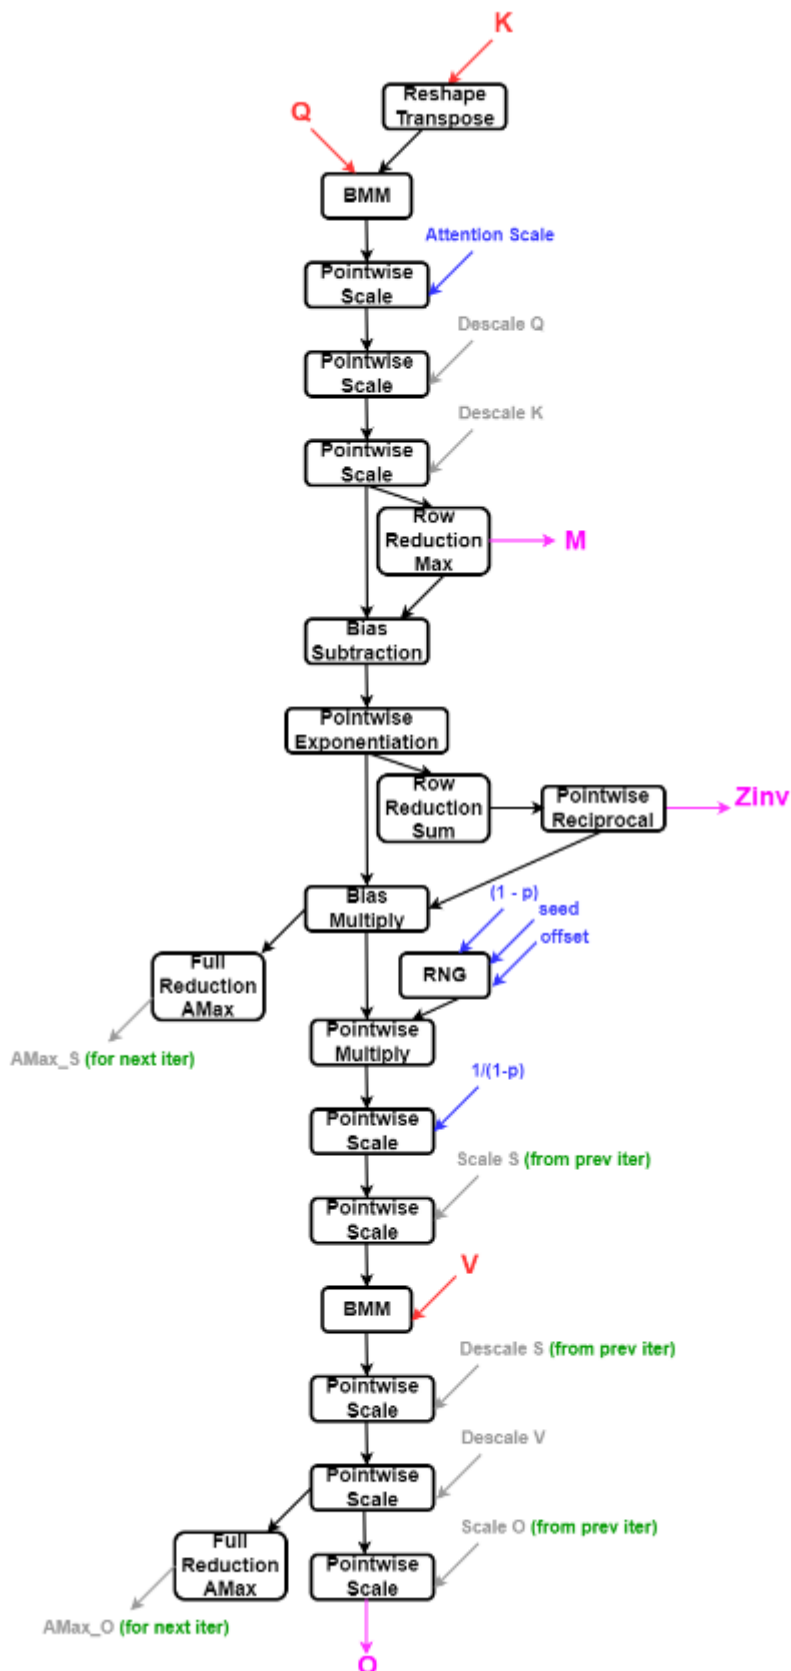 K
Reshape
Transpose
Q
BMM
Attention Scale
Pointwise
Scale
Descale Q
Pointwise
Scale
Descale K
Pointwise
Scale
Row
Reduction
Max
M
Bias
Subtraction
Pointwise
Exponentiation
Row
Reduction
Sum
Pointwise
Reciprocal
Zinv
Bias
Multiply
(1 - p)
seed
offset
Full
Reduction
AMax
RNG
AMax_S (for next iter)
Pointwise
Multiply
1/(1-p)
Pointwise
Scale
Scale S (from prev iter)
Pointwise
Scale
V
BMM
Descale S (from prev iter)
Pointwise
Scale
Descale V
Pointwise
Scale
Scale O (from prev iter)
Full
Reduction
AMax
Pointwise
Scale
AMax_O (for next iter)
O